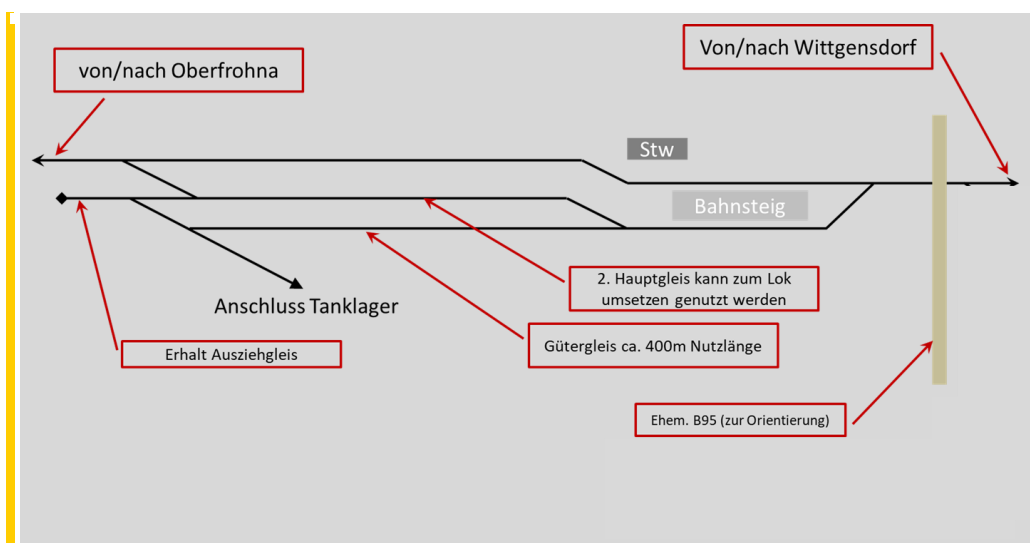 von/nach Oberfrohna
Von/nach Wittgensdorf
Stw
Bahnsteig
2. Hauptgleis kann zum Lok
umsetzen genutzt werden
Anschluss Tanklager
Gütergleis ca. 400m Nutzlänge
Erhalt Ausziehgleis
Ehem. B95 (zur Orientierung)